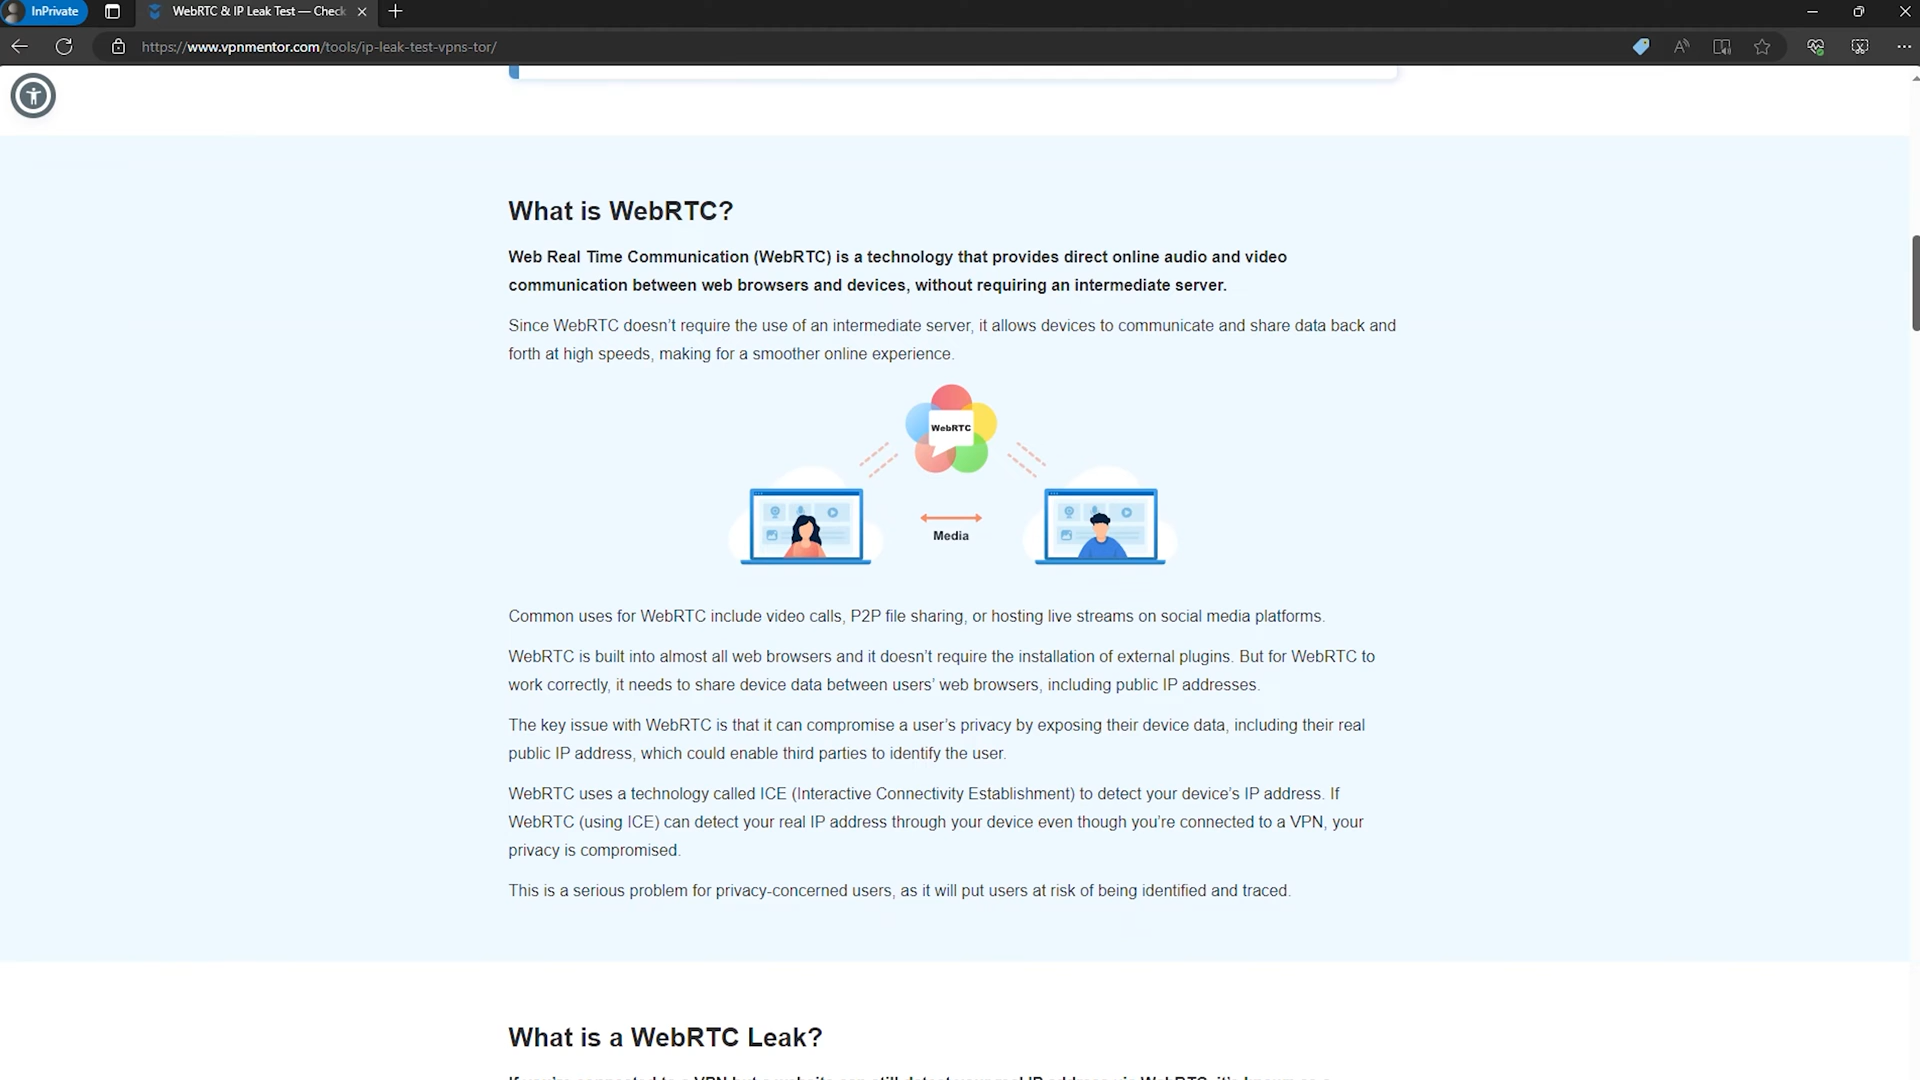 InPrivate
WebRTC & IP Leak Test — Check
https://www.vpnmentor.com/tools/ip-leak-test-vpns-tor/
What is WebRTC?
Web Real Time Communication (WebRTC) is a technology that provides direct online audio and video
communication between web browsers and devices, without requiring an intermediate server.
Since WebRTC doesn't require the use of an intermediate server, it allows devices to communicate and share data back and
forth at high speeds, making for a smoother online experience.
WebRTC
Media
Common uses for WebRTC include video calls, P2P file sharing, or hosting live streams on social media platforms.
WebRTC is built into almost all web browsers and it doesn't require the installation of external plugins. But for WebRTC to
work correctly, it needs to share device data between users' web browsers, including public IP addresses.
The key issue with WebRTC is that it can compromise a user's privacy by exposing their device data, including their real
public IP address, which could enable third parties to identify the user.
WebRTC uses a technology called ICE (Interactive Connectivity Establishment) to detect your device's IP address. If
WebRTC (using ICE) can detect your real IP address through your device even though you're connected to a VPN, your
privacy is compromised.
This is a serious problem for privacy-concerned users, as it will put users at risk of being identified and traced.
What is a WebRTC Leak?